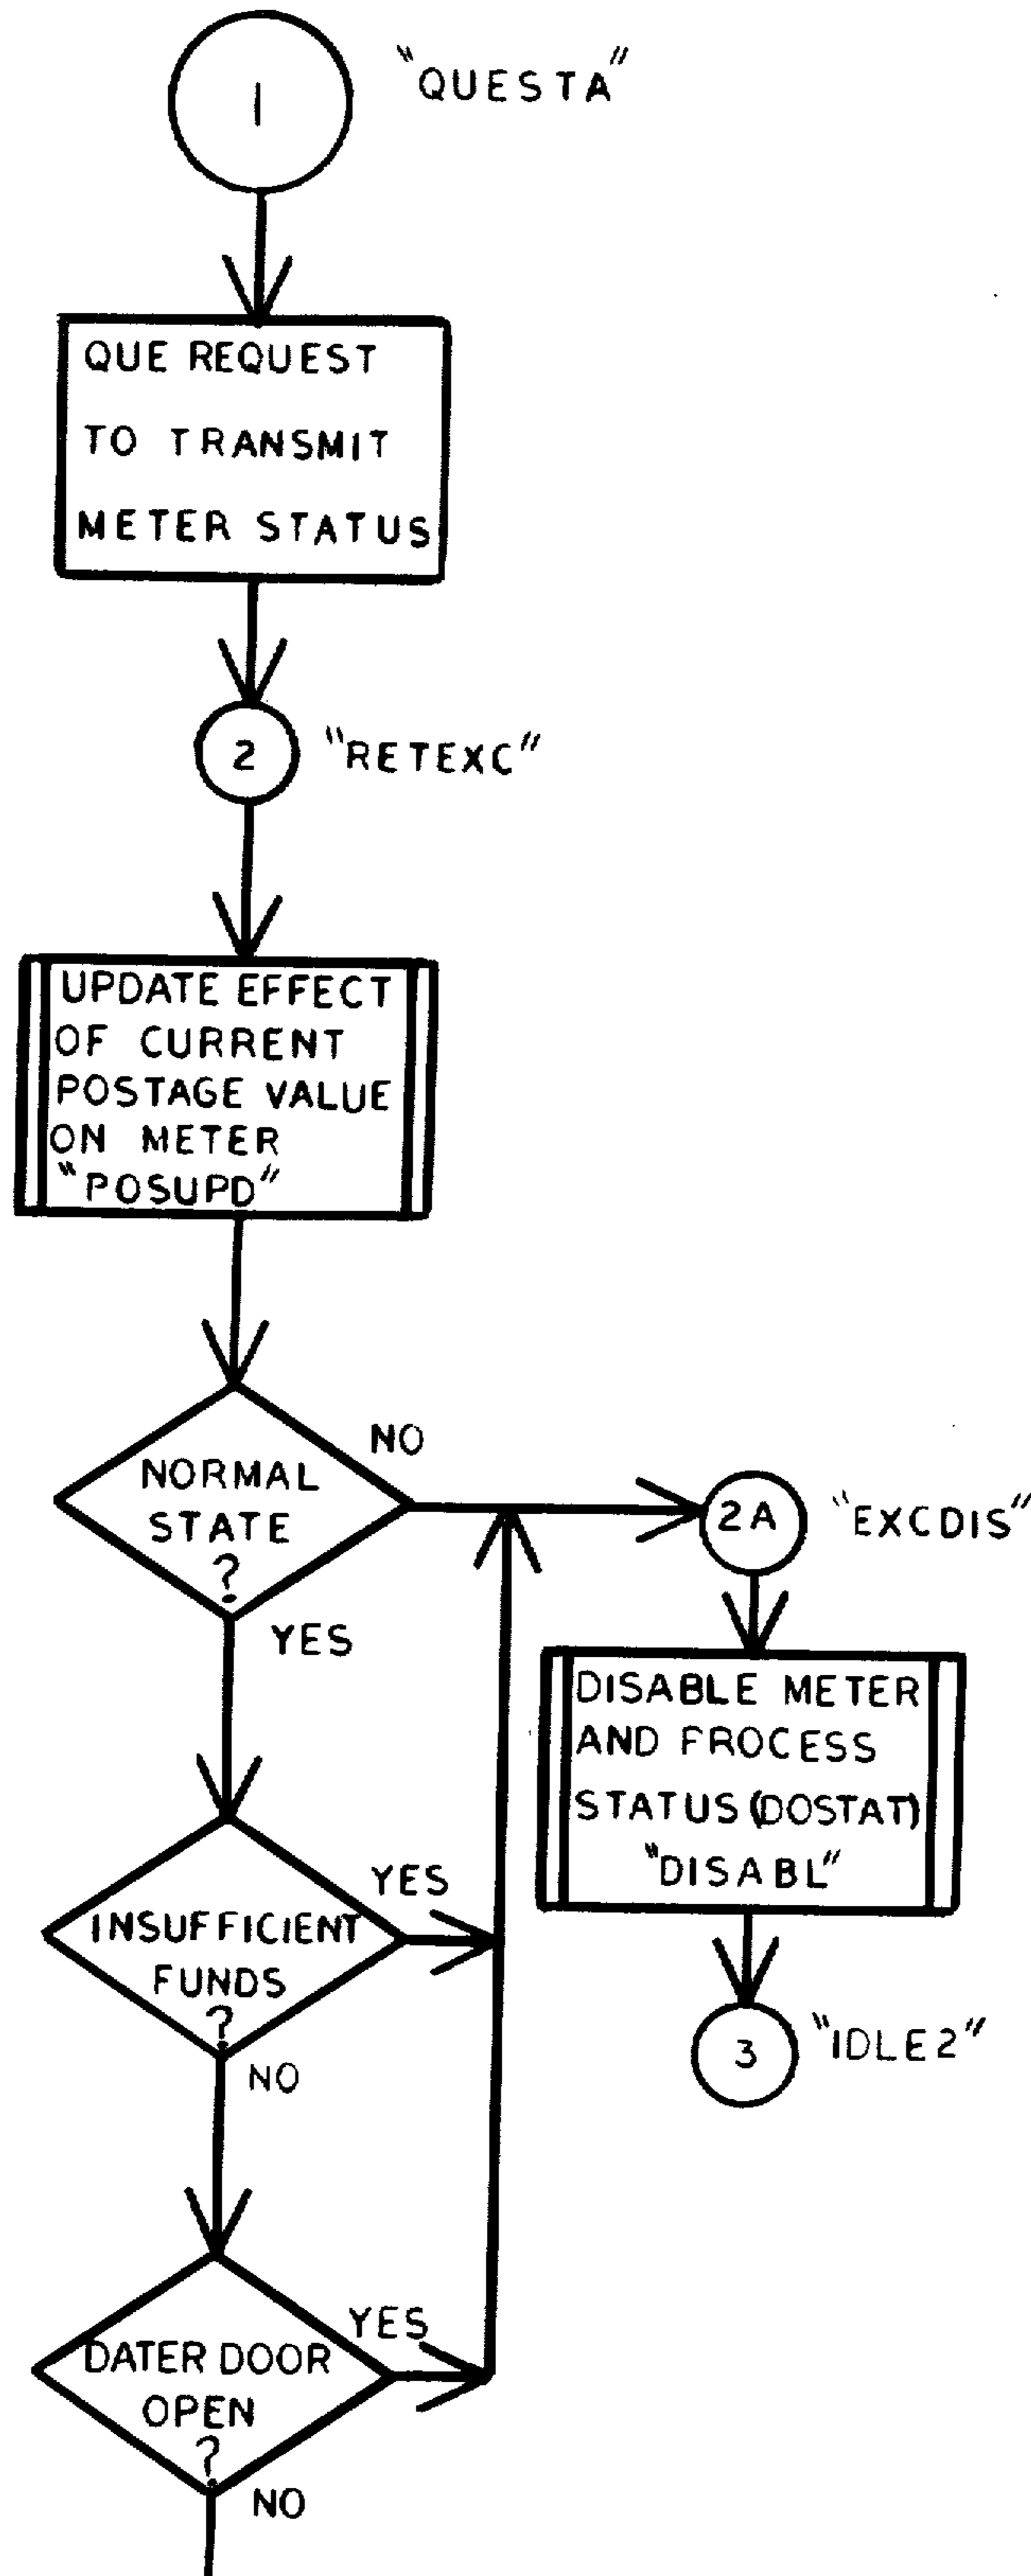 1 "QUESTA"
QUE REQUEST
TO TRANSMIT
METER STATUS
2 "RETEXC"
UPDATE EFFECT
OF CURRENT
POSTAGE VALUE
ON METER
"POSUPD"
NORMAL
STATE
?
NO
YES
2A "EXCDIS"
DISABLE METER
AND FROCESS
STATUS (DOSTAT)
"DISABL"
3 "IDLE2"
INSUFFICIENT
FUNDS
?
YES
NO
DATER DOOR
OPEN
?
YES
NO